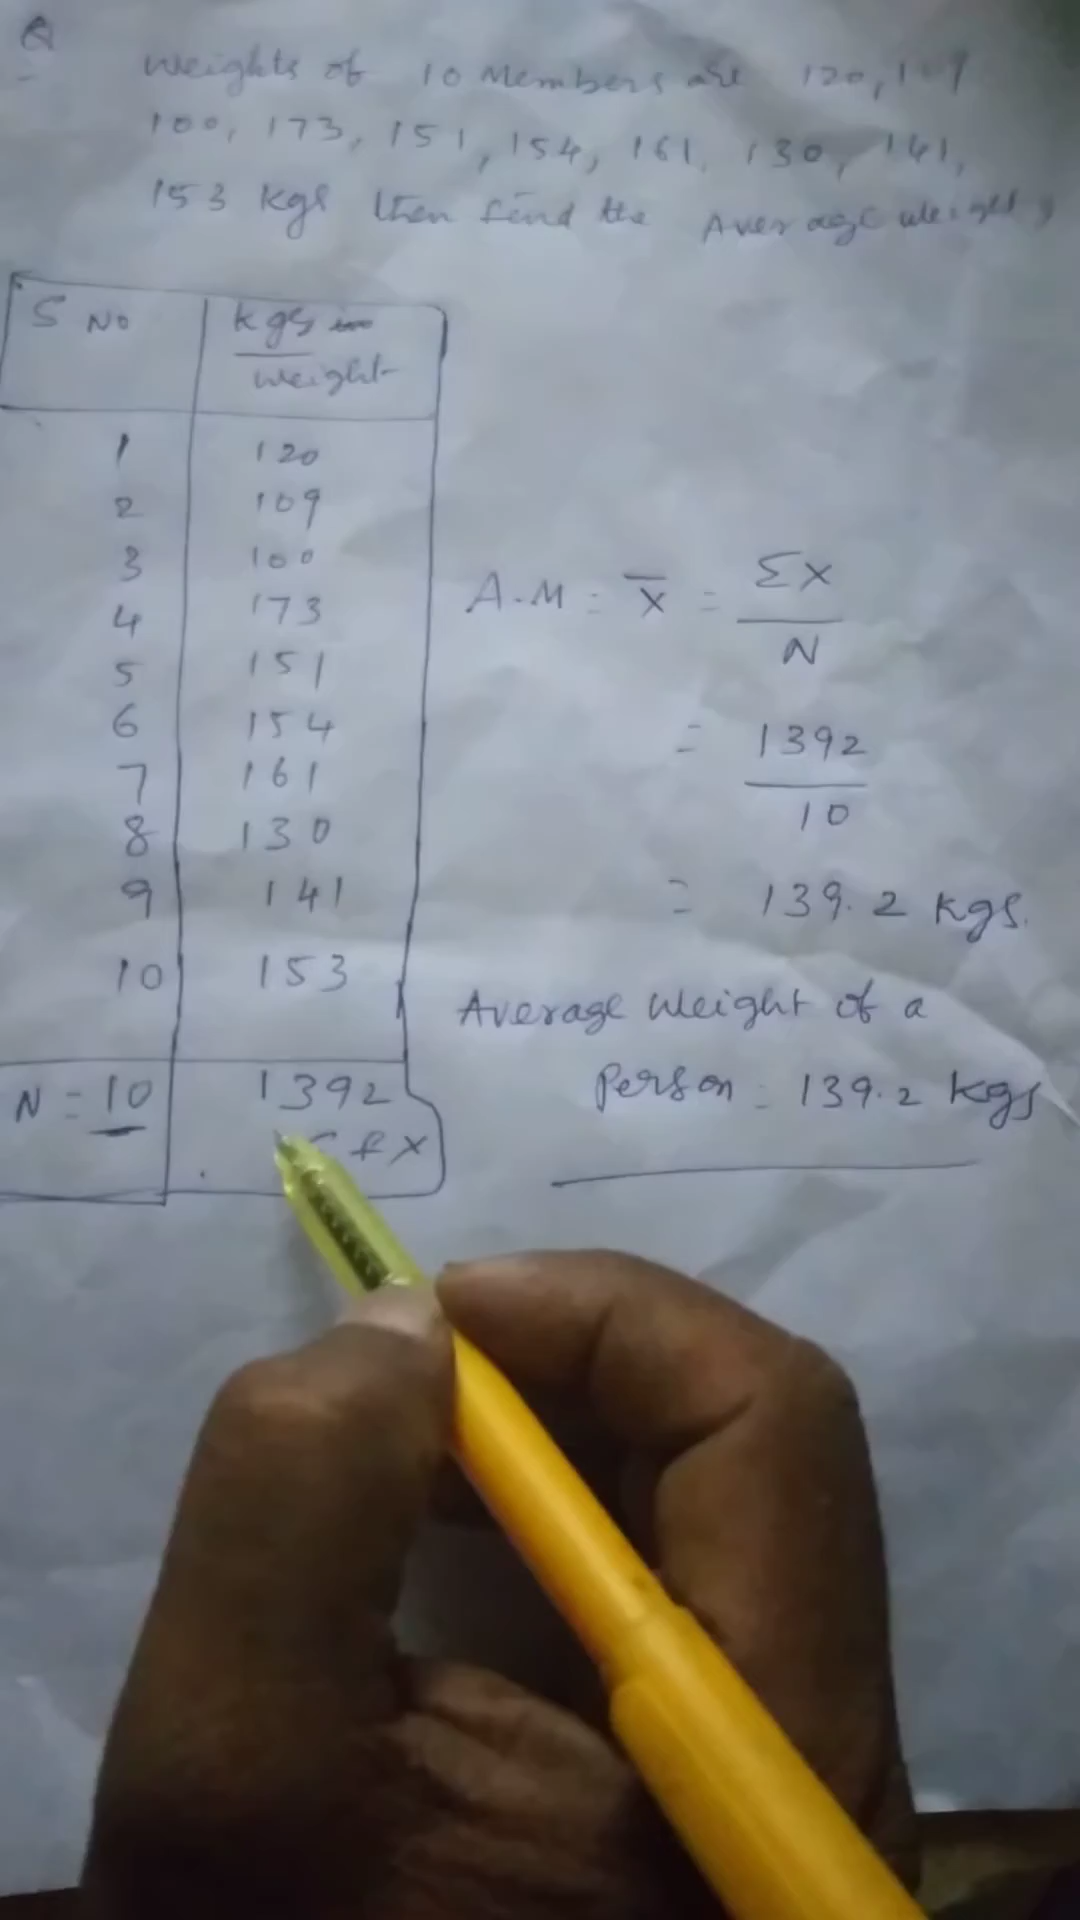 Q
Weights of 10 Members are 120, 109
100, 173, 151, 154, 161, 130, 141,
153 kgs then find the Average weight,
S No
kgs
Weight
1 120
2 109
3 100
4 173
5 151
6 154
7 161
8 130
9 141
10 153
N = 10 1392
f x
A.M = x̄ = Σx
N
= 1392
10
= 139.2 kgs.
Average weight of a
Person = 139.2 kgs